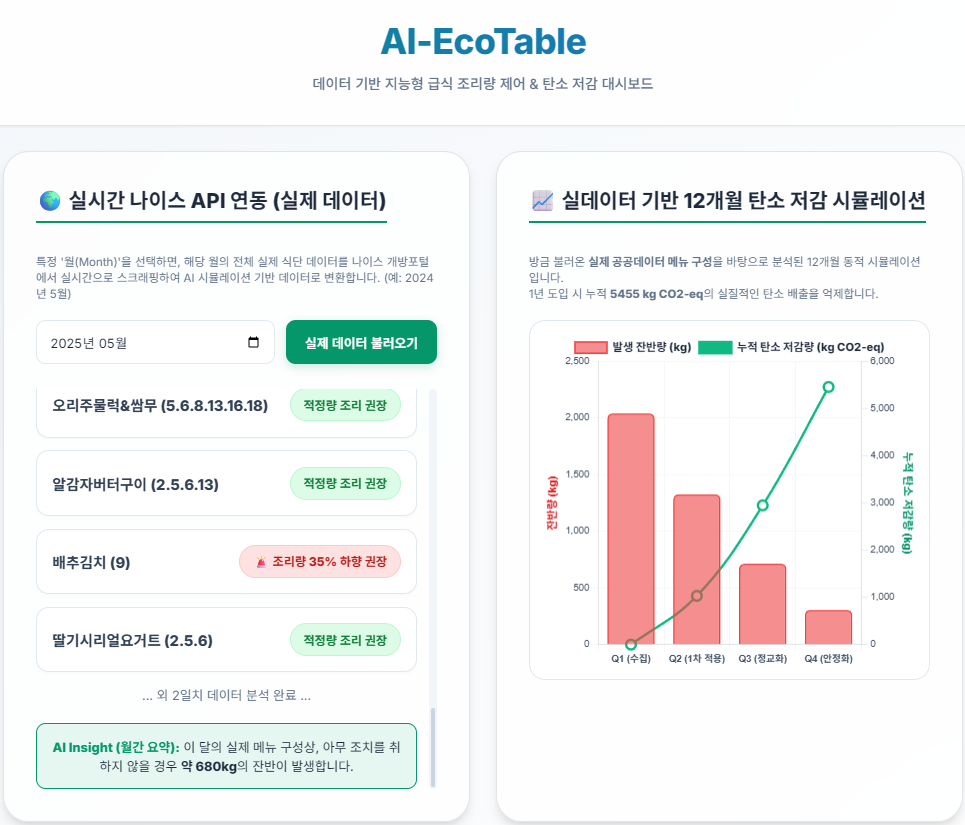 AI-EcoTable
데이터 기반 지능형 급식 조리량 제어 & 탄소 저감 대시보드
실시간 나이스 API 연동 (실제 데이터)
특정 '월(Month)'을 선택하면, 해당 월의 전체 실제 식단 데이터를 나이스 개방포털
에서 실시간으로 스크래핑하여 AI 시뮬레이션 기반 데이터로 변환합니다. (예: 2024
년 5월)
2025년 05월
실제 데이터 불러오기
오리주물럭&쌈무 (5.6.8.13.16.18)
적정량 조리 권장
알감자버터구이 (2.5.6.13)
적정량 조리 권장
배추김치 (9)
조리량 35% 하향 권장
딸기시리얼요거트 (2.5.6)
적정량 조리 권장
... 외 2일치 데이터 분석 완료 ...
AI Insight (월간 요약): 이 달의 실제 메뉴 구성상, 아무 조치를 취
하지 않을 경우 약 680kg의 잔반이 발생합니다.
실데이터 기반 12개월 탄소 저감 시뮬레이션
방금 불러온 실제 공공데이터 메뉴 구성을 바탕으로 분석된 12개월 동적 시뮬레이션
입니다.
1년 도입 시 누적 5455 kg CO2-eq의 실질적인 탄소 배출을 억제합니다.
발생 잔반량 (kg)
누적 탄소 저감량 (kg CO2-eq)
잔반량 (kg)
2,500
2,000
1,500
1,000
500
0
6,000
5,000
4,000
3,000
2,000
1,000
0
누적 탄소 저감량 (kg)
Q1 (수집)
Q2 (1차 적용)
Q3 (정교화)
Q4 (안정화)